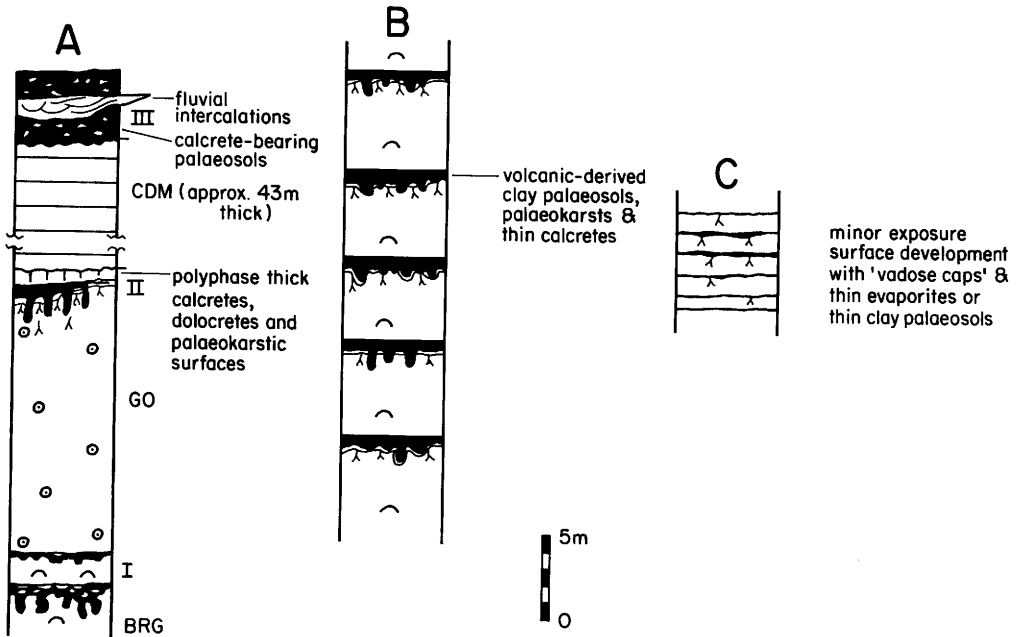 A
fluvial
intercalations
III
calcrete-bearing
palaeosols
CDM (approx. 43m
thick)
polyphase thick
II
calcretes,
dolocretes and
palaeokarstic
surfaces
GO
I
BRG
B
volcanic-derived
clay palaeosols,
palaeokarsts &
thin calcretes
C
minor exposure
surface development
with 'vadose caps' &
thin evaporites or
thin clay palaeosols
5m
0